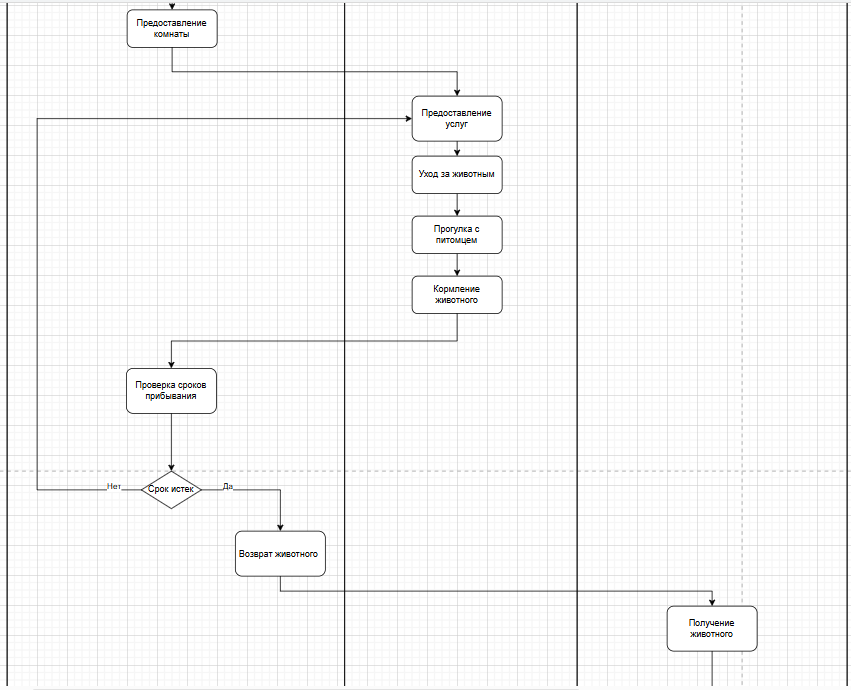 Предоставление
комнаты
Предоставление
услуг
Уход за животным
Прогулка с
питомцем
Кормление
животного
Проверка сроков
прибывания
Нет
Срок истек
Да
Возврат животного
Получение
животного